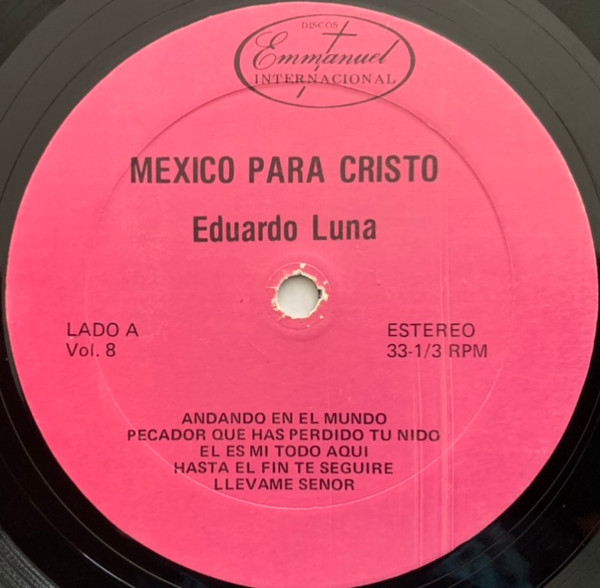 DISCOS
Emmanuel
INTERNACIONAL
MEXICO PARA CRISTO
Eduardo Luna
LADO A
Vol. 8
ESTEREO
33-1/3 RPM
ANDANDO EN EL MUNDO
PECADOR QUE HAS PERDIDO TU NIDO
EL ES MI TODO AQUI
HASTA EL FIN TE SEGUIRE
LLEVAME SENOR